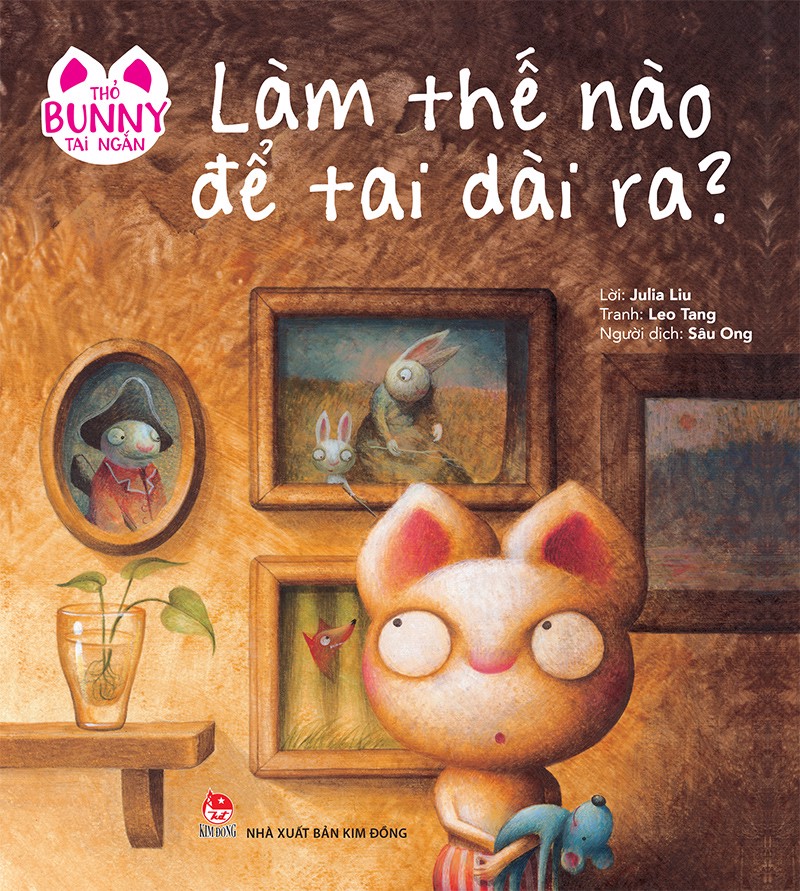 THỎ
BUNNY
TAI NGẮN
Làm thế nào
để tai dài ra?
Lời: Julia Liu
Tranh: Leo Tang
Người dịch: Sâu Ong
KIM ĐỒNG
NHÀ XUẤT BẢN KIM ĐỒNG